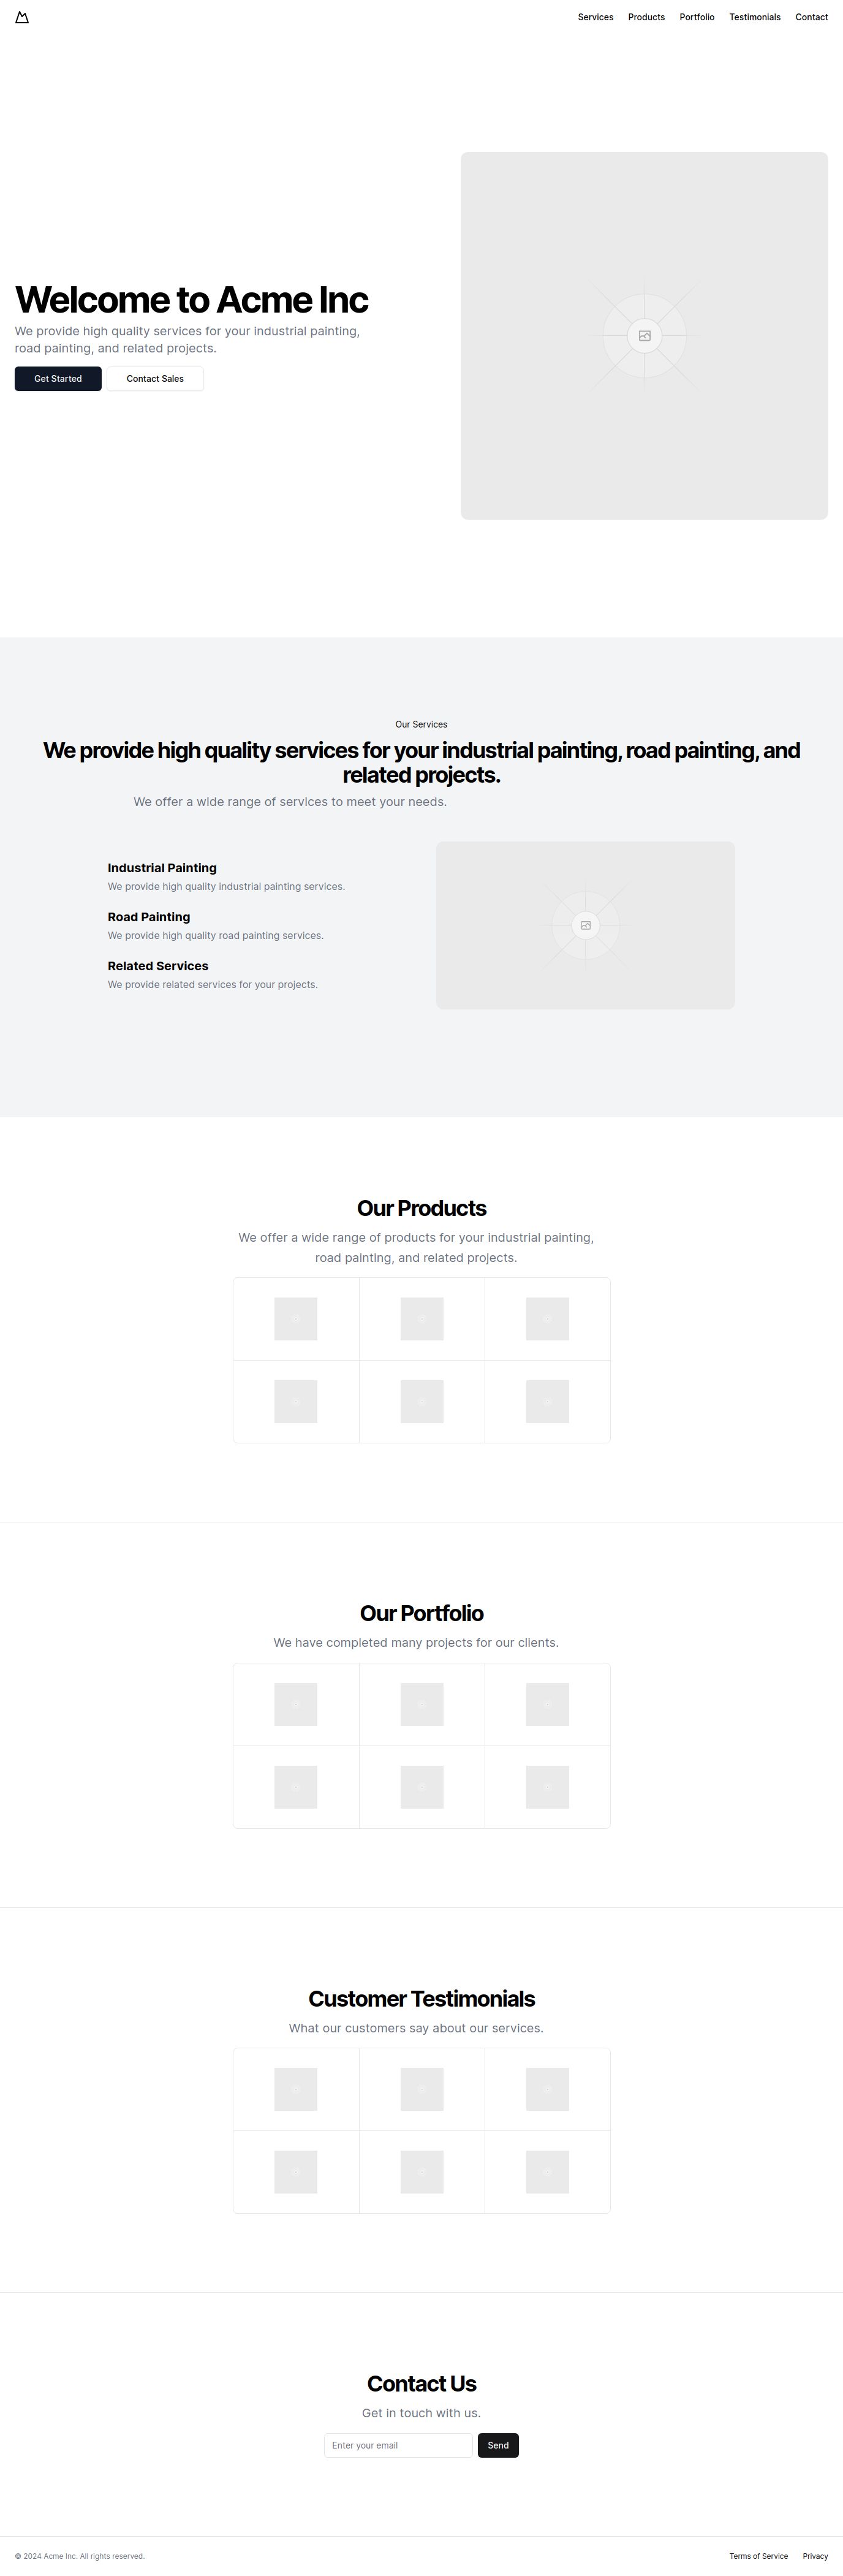 Services Products Portfolio Testimonials Contact
Welcome to Acme Inc
We provide high quality services for your industrial painting,
road painting, and related projects.
Get Started Contact Sales
Our Services
We provide high quality services for your industrial painting, road painting, and
related projects.
We offer a wide range of services to meet your needs.
Industrial Painting
We provide high quality industrial painting services.
Road Painting
We provide high quality road painting services.
Related Services
We provide related services for your projects.
Our Products
We offer a wide range of products for your industrial painting,
road painting, and related projects.
Our Portfolio
We have completed many projects for our clients.
Customer Testimonials
What our customers say about our services.
Contact Us
Get in touch with us.
Enter your email Send
© 2024 Acme Inc. All rights reserved. Terms of Service Privacy